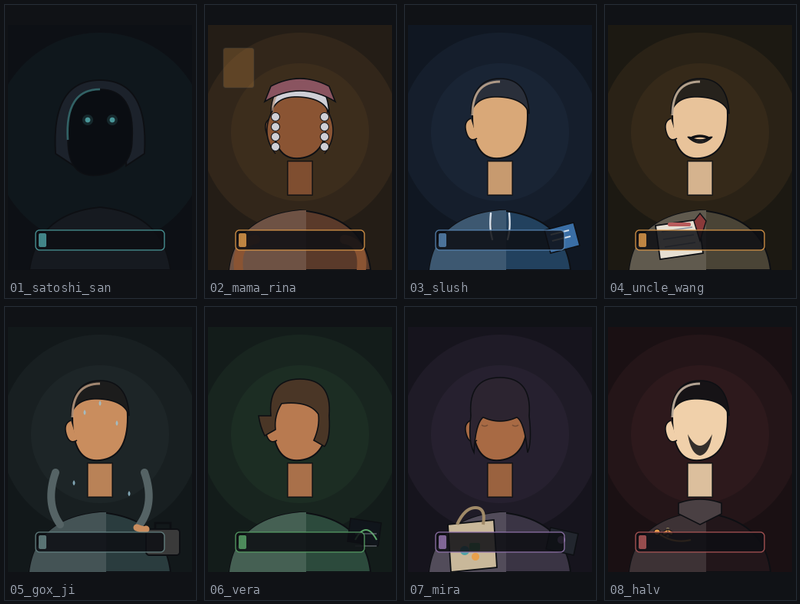 01_satoshi_san
02_mama_rina
03_slush
04_uncle_wang
05_gox_ji
06_vera
07_mira
08_halv